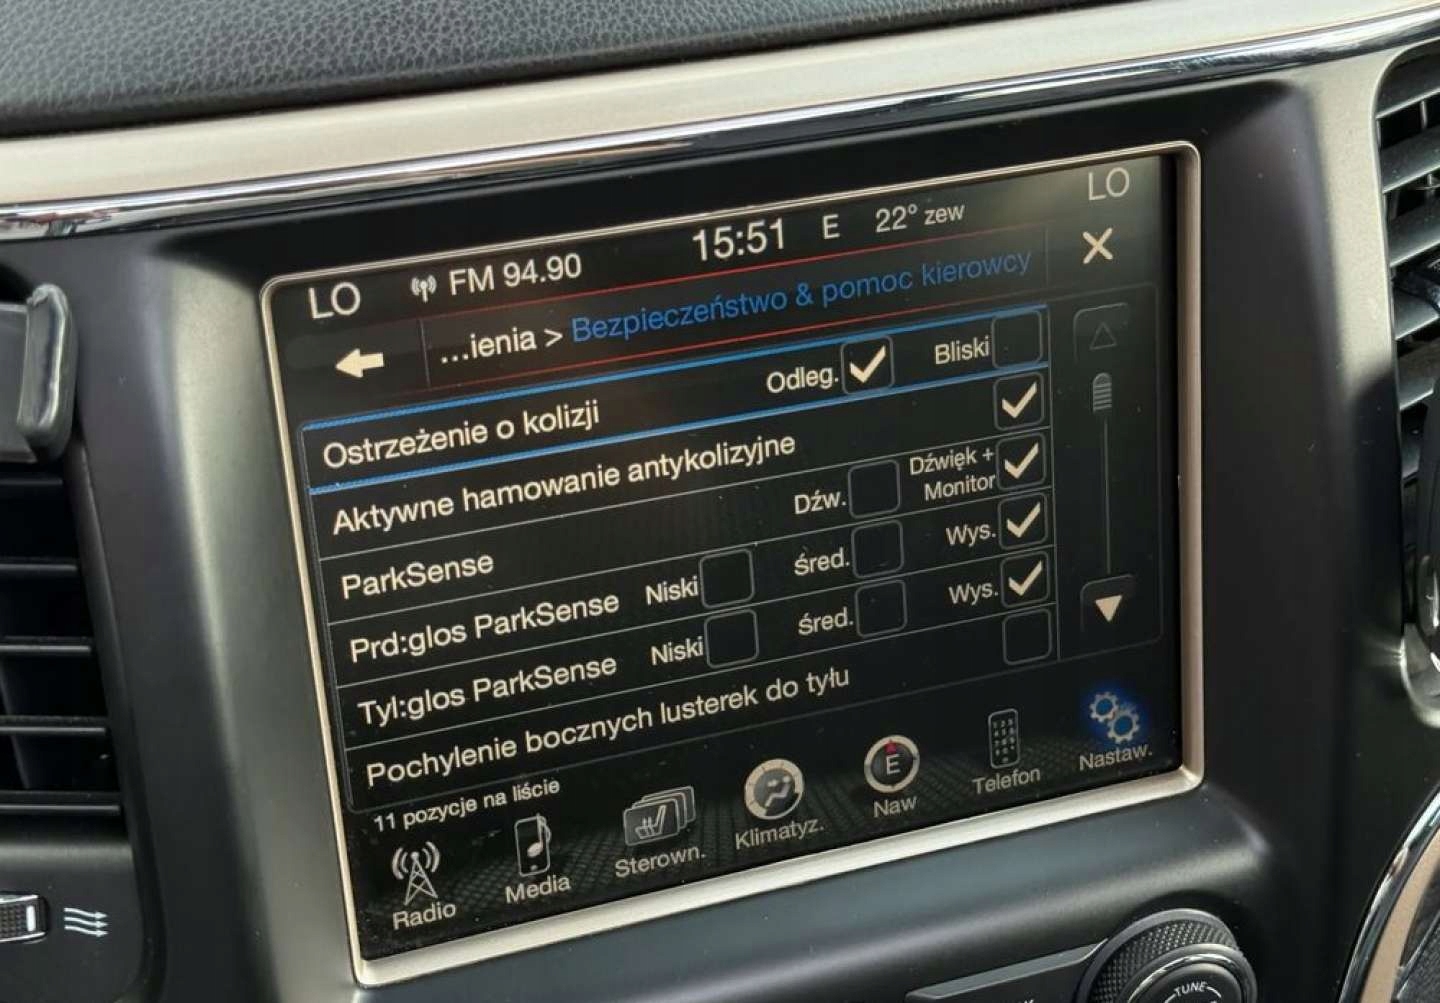 LO FM 94.90 15:51 E 22° zew LO
...ienia > Bezpieczeństwo & pomoc kierowcy
Ostrzeżenie o kolizji Odleg. Bliski
Aktywne hamowanie antykolizyjne
ParkSense Dźw. Dźwięk +
Monitor
Prd:glos ParkSense Niski śred. Wys.
Tyl:glos ParkSense Niski śred. Wys.
Pochylenie bocznych lusterek do tyłu
11 pozycje na liście
Radio Media Sterown. Klimatyz. E Naw Telefon Nastaw.
TUNE